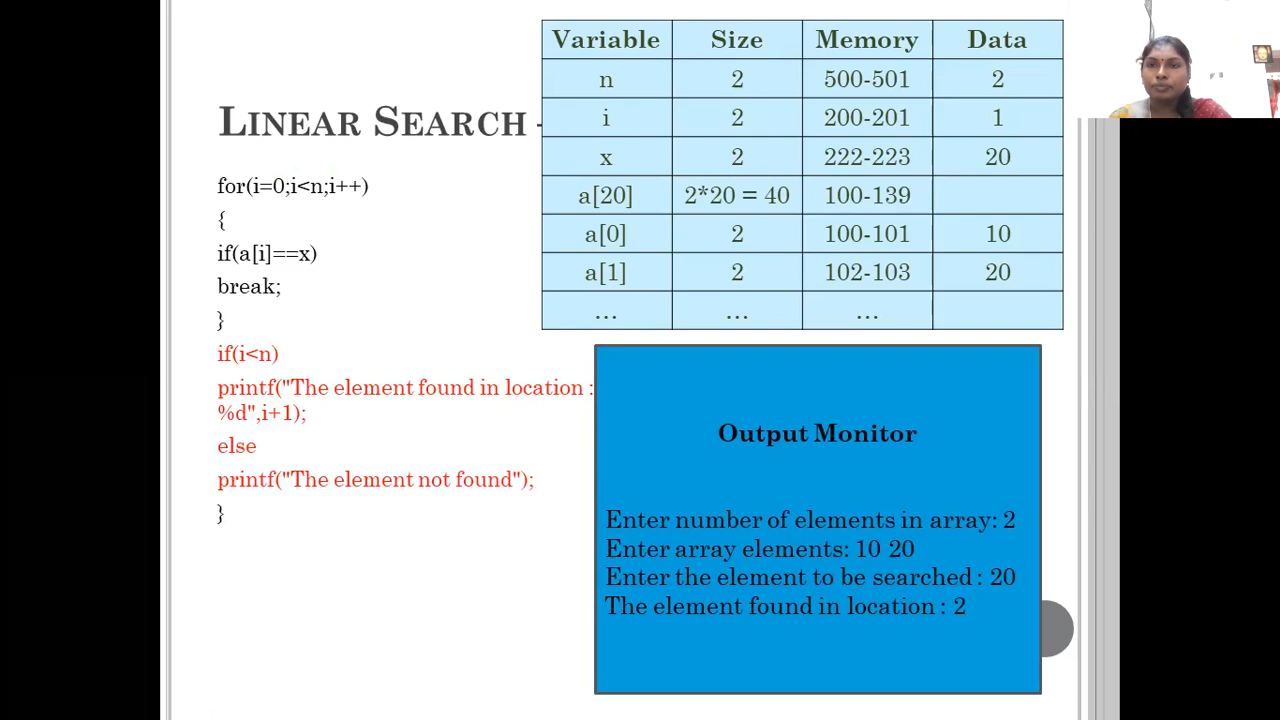 LINEAR SEARCH -
for(i=0;i<n;i++)
{
if(a[i]==x)
break;
}
if(i<n)
printf("The element found in location :
%d",i+1);
else
printf("The element not found");
}
Variable Size Memory Data
n 2 500-501 2
i 2 200-201 1
x 2 222-223 20
a[20] 2*20 = 40 100-139
a[0] 2 100-101 10
a[1] 2 102-103 20
... ... ...
Output Monitor
Enter number of elements in array: 2
Enter array elements: 10 20
Enter the element to be searched : 20
The element found in location : 2